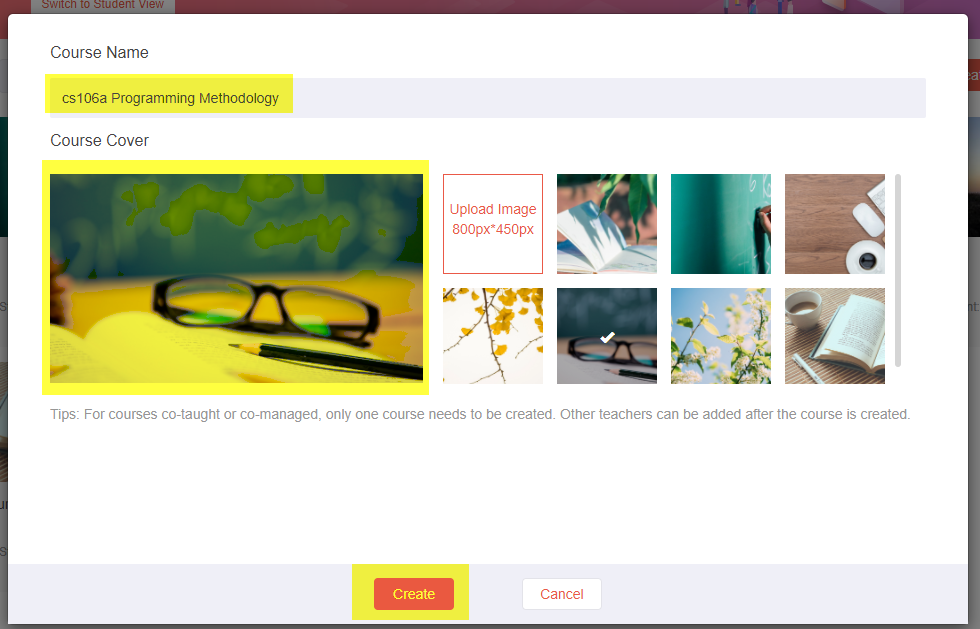 Switch to Student View
Course Name
cs106a Programming Methodology
Course Cover
Upload Image
800px*450px
Tips: For courses co-taught or co-managed, only one course needs to be created. Other teachers can be added after the course is created.
Create
Cancel